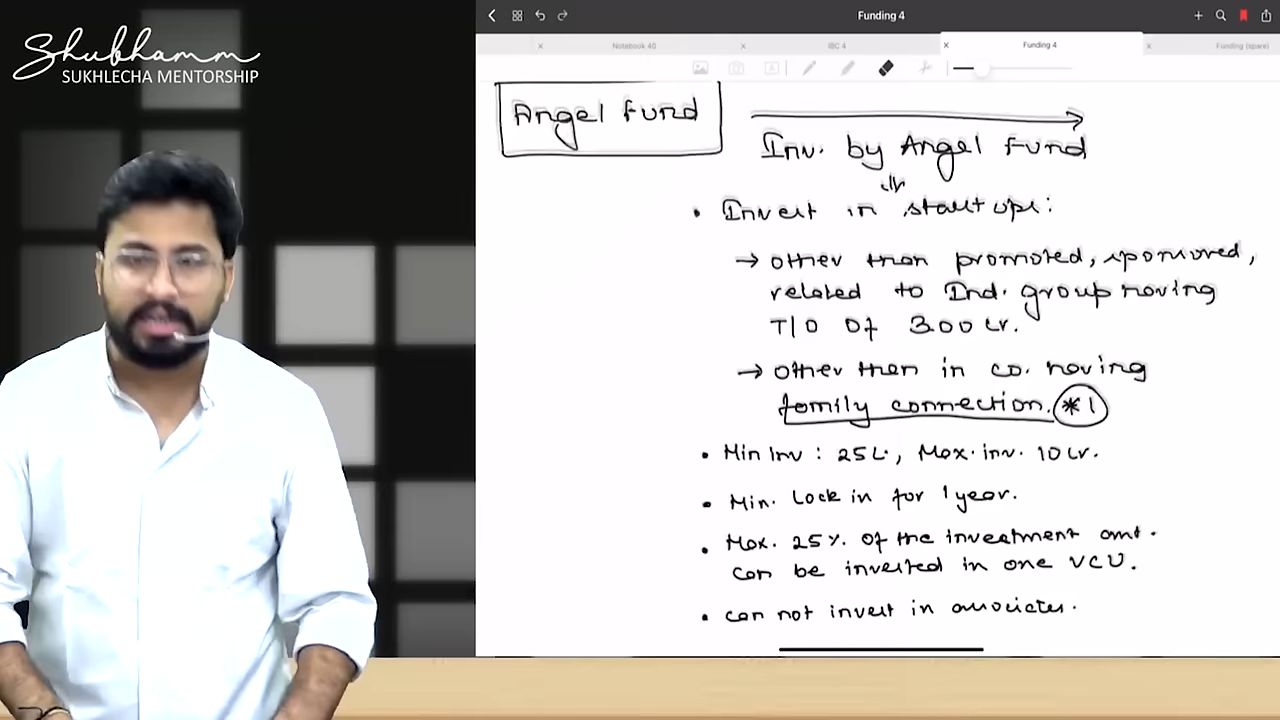 Shubhamm
SUKHLECHA MENTORSHIP
Funding 4
Notebook 40
IBC 4
Funding 4
Funding (spare)
Angel Fund
Inv. by Angel Fund
• Invest in startups:
→ other than promoted, sponsored,
related to Ind. group having
T/O of 300 cr.
→ other than in co. having
family connection. *1
• Min Inv : 25L., Max. inv. 10 cr.
• Min. Lock in for 1 year.
• Max. 25%. of the investment amt.
can be invested in one VCU.
• can not invest in associates.